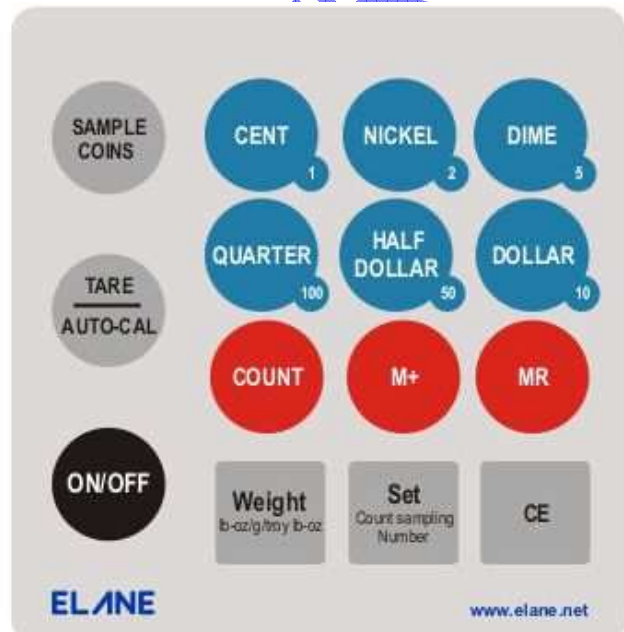 SAMPLE
COINS
CENT
1
NICKEL
2
DIME
5
TARE
AUTO-CAL
QUARTER
100
HALF
DOLLAR
50
DOLLAR
10
COUNT
M+
MR
ON/OFF
Weight
lb-oz/g/troy lb-oz
Set
Count sampling
Number
CE
ELANE
www.elane.net